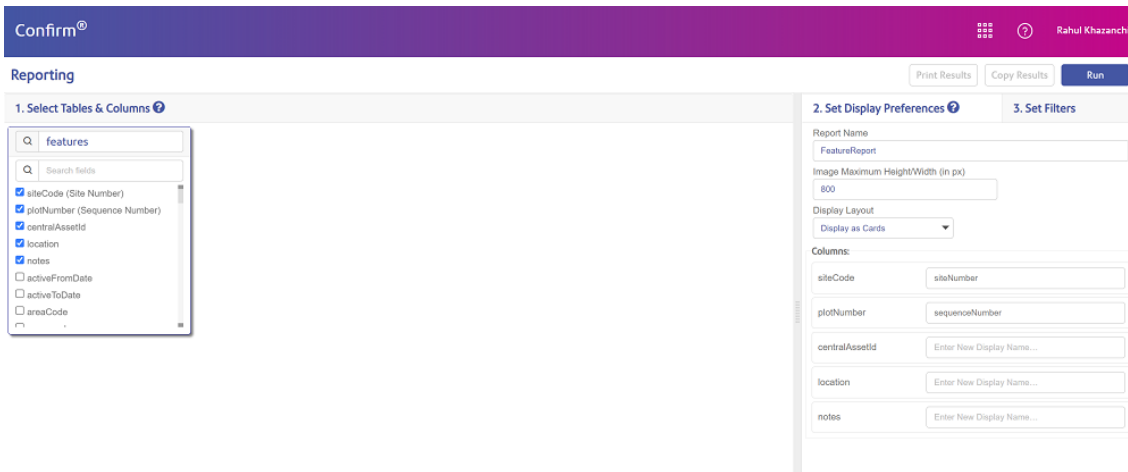 Confirm®
Rahul Khazanchi
Reporting
Print Results
Copy Results
Run
1. Select Tables & Columns
features
Search fields
siteCode (Site Number)
plotNumber (Sequence Number)
centralAssetId
location
notes
activeFromDate
activeToDate
areaCode
2. Set Display Preferences
3. Set Filters
Report Name
FeatureReport
Image Maximum Height/Width (in px)
800
Display Layout
Display as Cards
Columns:
siteCode siteNumber
plotNumber sequenceNumber
centralAssetId Enter New Display Name...
location Enter New Display Name...
notes Enter New Display Name...